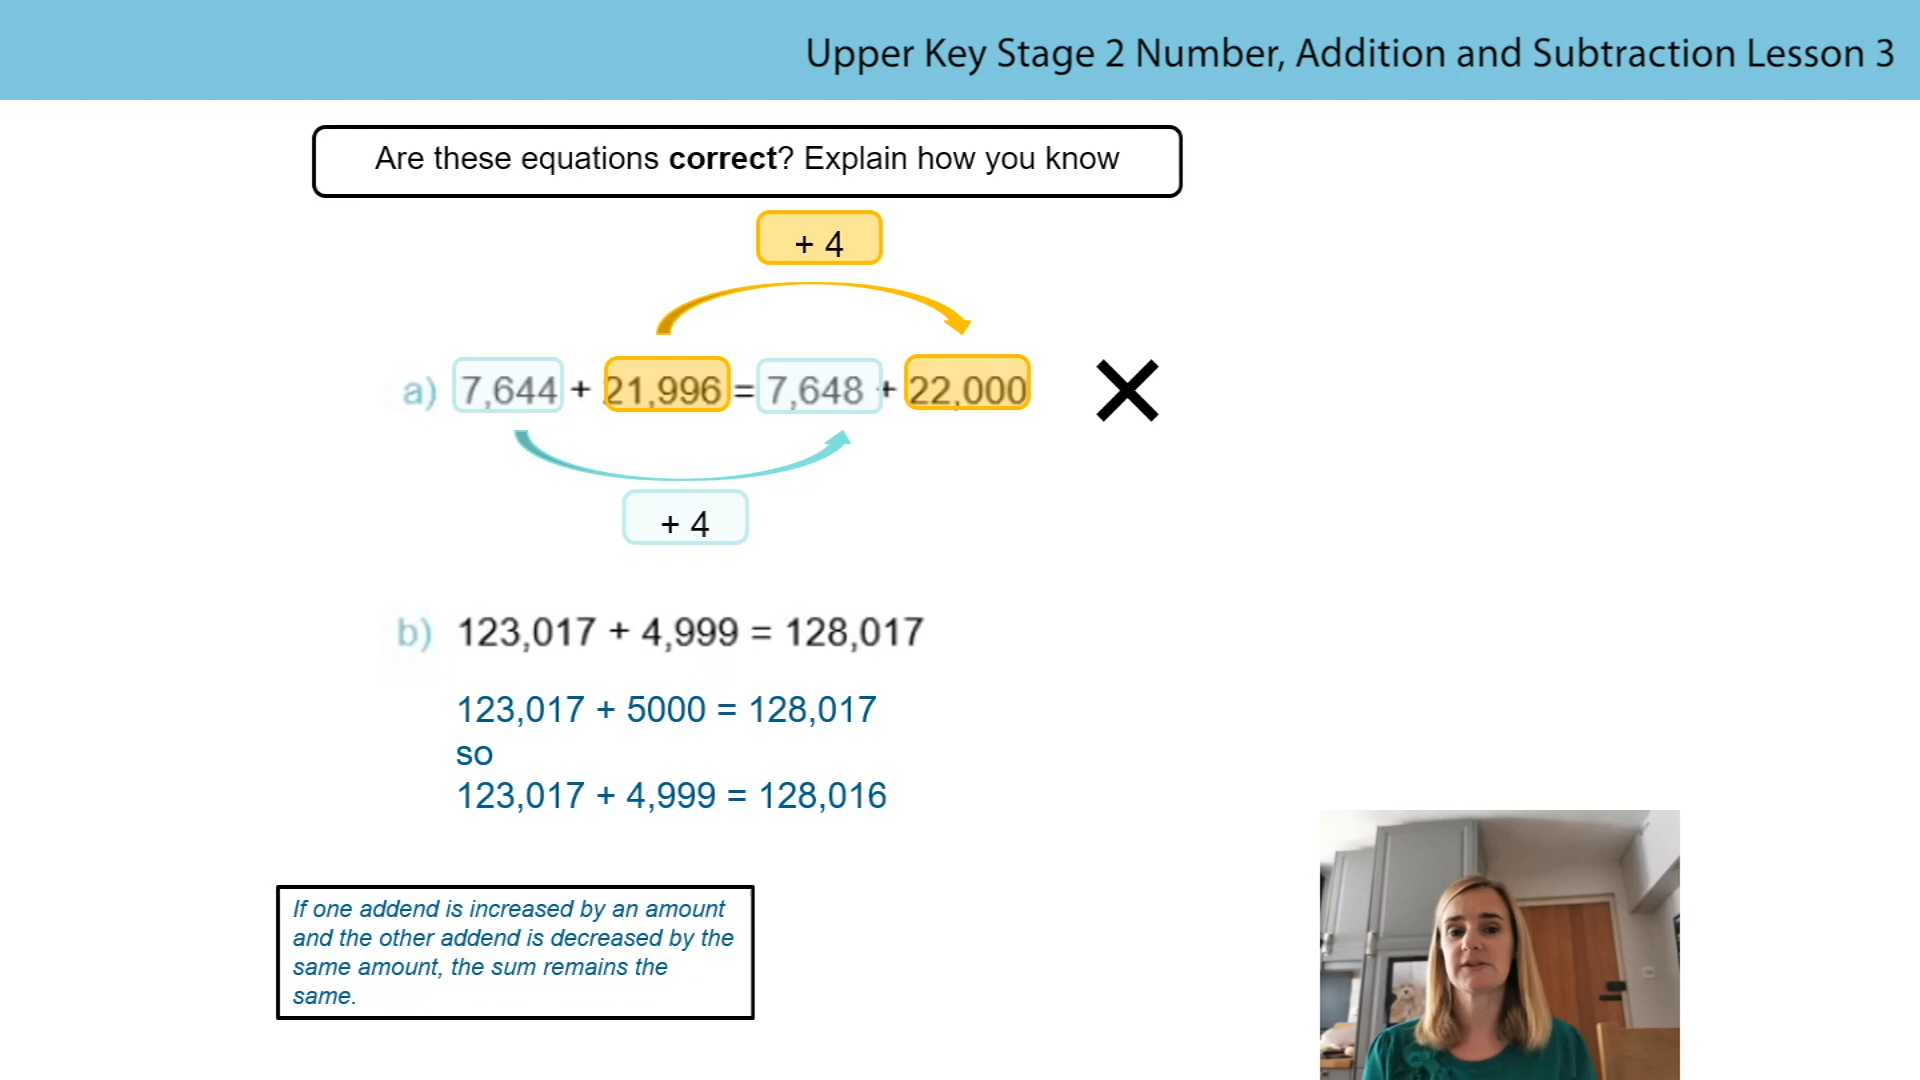 Upper Key Stage 2 Number, Addition and Subtraction Lesson 3
Are these equations correct? Explain how you know
+ 4
a) 7,644 + 21,996 = 7,648 + 22,000
+ 4
b) 123,017 + 4,999 = 128,017
123,017 + 5000 = 128,017
so
123,017 + 4,999 = 128,016
If one addend is increased by an amount
and the other addend is decreased by the
same amount, the sum remains the
same.